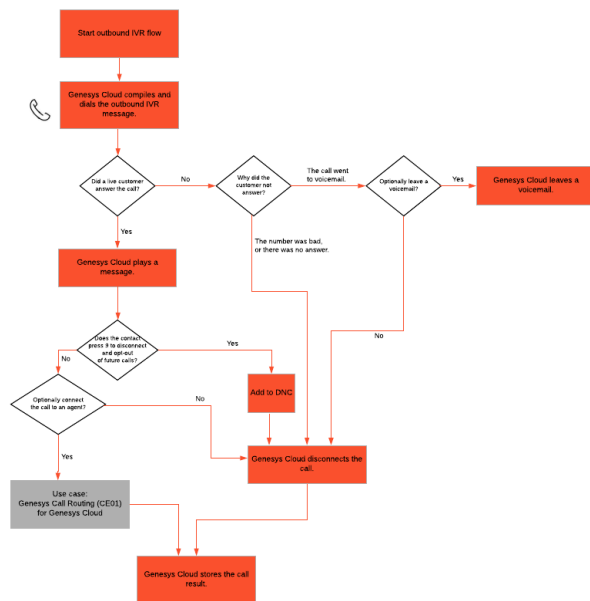 Start outbound IVR flow
Genesys Cloud compiles and
dials the outbound IVR
message.
Did a live customer
answer the call?
No
Why did the
customer not
answer?
The call went
to voicemail.
Optionally leave a
voicemail?
Yes
Genesys Cloud leaves a
voicemail.
Yes
The number was bad,
or there was no answer.
Genesys Cloud plays a
message.
No
Does the contact
press 9 to disconnect
and opt-out
of future calls?
Yes
No
Add to DNC
Optionally connect
the call to an agent?
No
Yes
Genesys Cloud disconnects the
call.
Use case:
Genesys Call Routing (CE01)
for Genesys Cloud
Genesys Cloud stores the call
result.